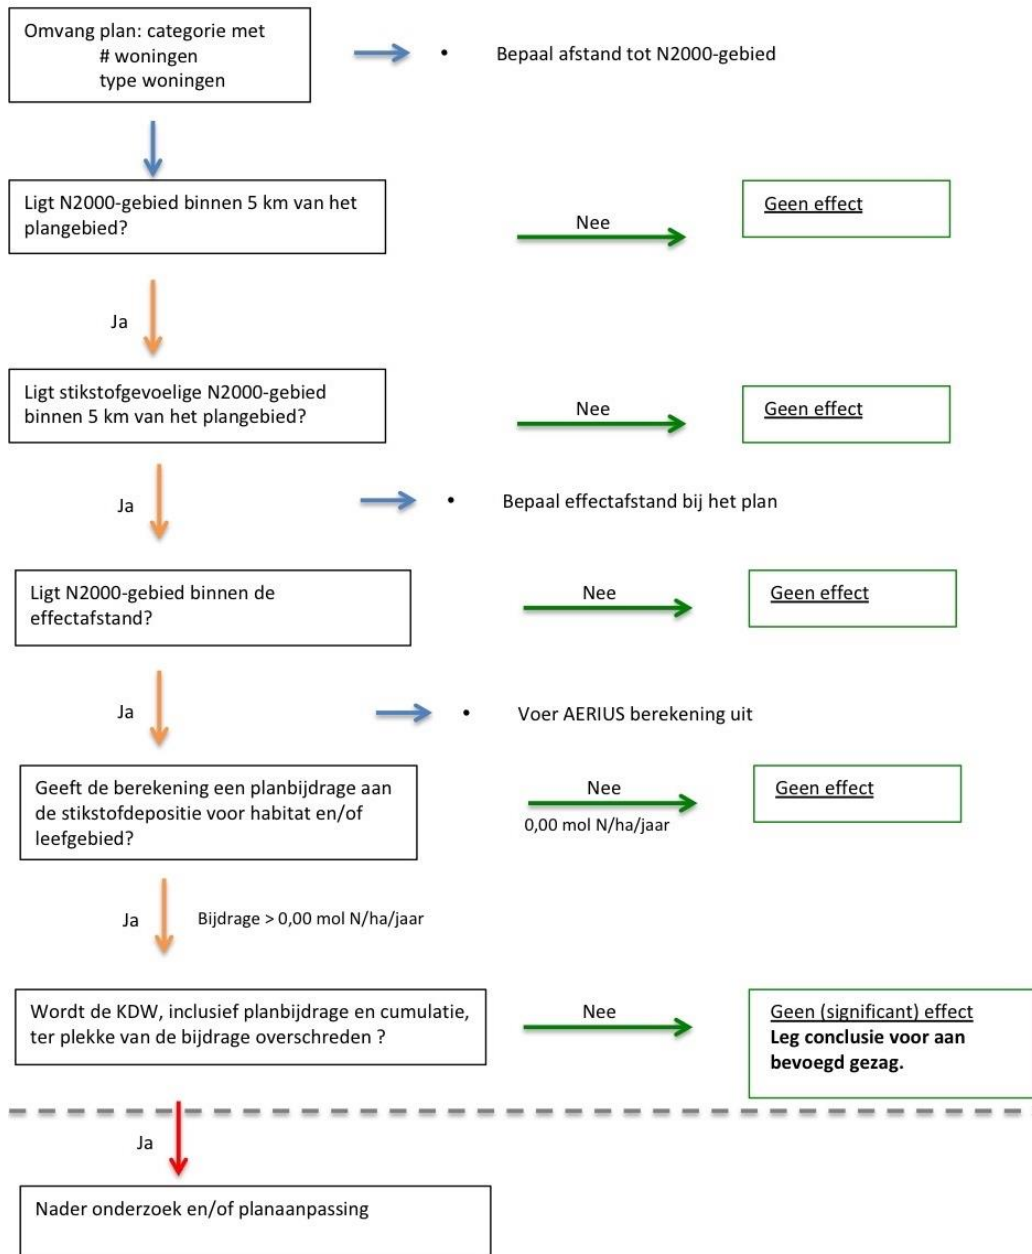 Omvang plan: categorie met
# woningen
type woningen
• Bepaal afstand tot N2000-gebied
Ligt N2000-gebied binnen 5 km van het
plangebied?
Nee
Geen effect
Ja
Ligt stikstofgevoelige N2000-gebied
binnen 5 km van het plangebied?
Nee
Geen effect
Ja
• Bepaal effectafstand bij het plan
Ligt N2000-gebied binnen de
effectafstand?
Nee
Geen effect
Ja
• Voer AERIUS berekening uit
Geeft de berekening een planbijdrage aan
de stikstofdepositie voor habitat en/of
leefgebied?
Nee
0,00 mol N/ha/jaar
Geen effect
Ja
Bijdrage > 0,00 mol N/ha/jaar
Wordt de KDW, inclusief planbijdrage en cumulatie,
ter plekke van de bijdrage overschreden ?
Nee
Geen (significant) effect
Leg conclusie voor aan
bevoegd gezag.
Ja
Nader onderzoek en/of planaanpassing